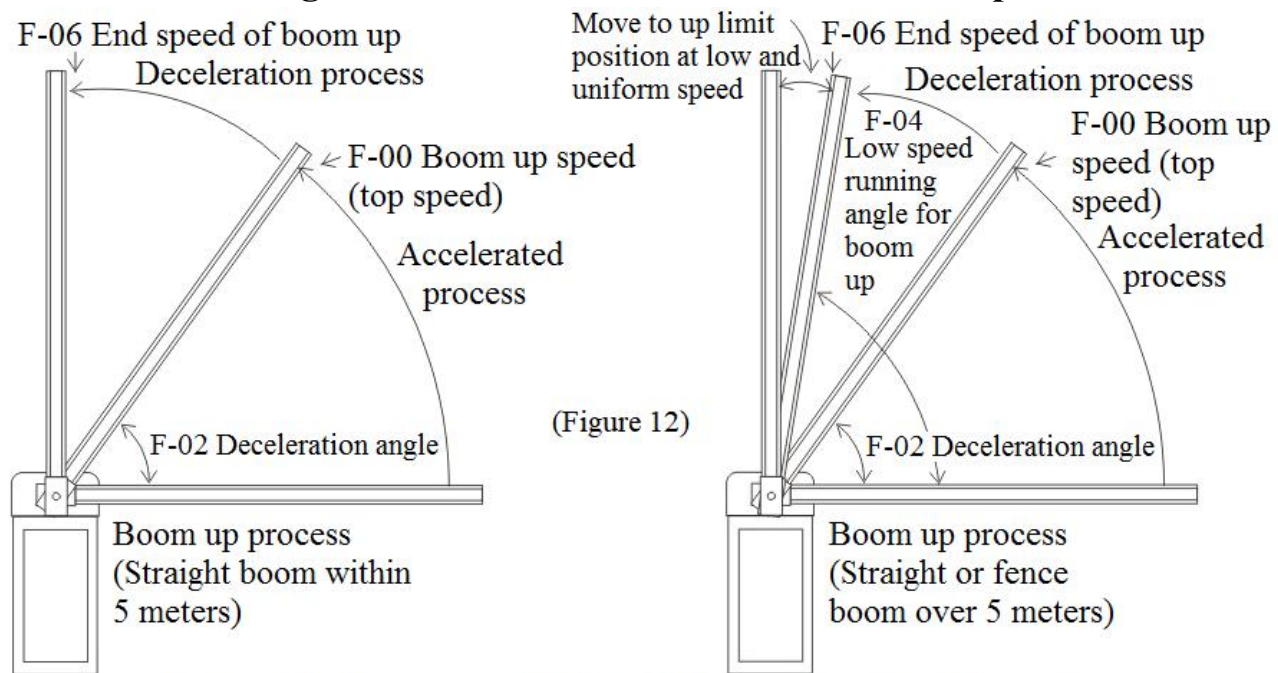 F-06 End speed of boom up
Deceleration process
F-00 Boom up speed
(top speed)
Accelerated
process
F-02 Deceleration angle
Boom up process
(Straight boom within
5 meters)
(Figure 12)
Move to up limit
position at low and
uniform speed
F-06 End speed of boom up
Deceleration process
F-04
Low speed
running
angle for
boom
up
F-00 Boom up
speed (top
speed)
Accelerated
process
F-02 Deceleration angle
Boom up process
(Straight or fence
boom over 5 meters)